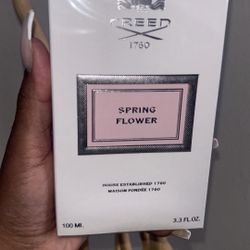 CREED
1760
SPRING
FLOWER
HOUSE ESTABLISHED 1760
MAISON FONDÉE 1760
100 ML 3.3 FL.OZ.